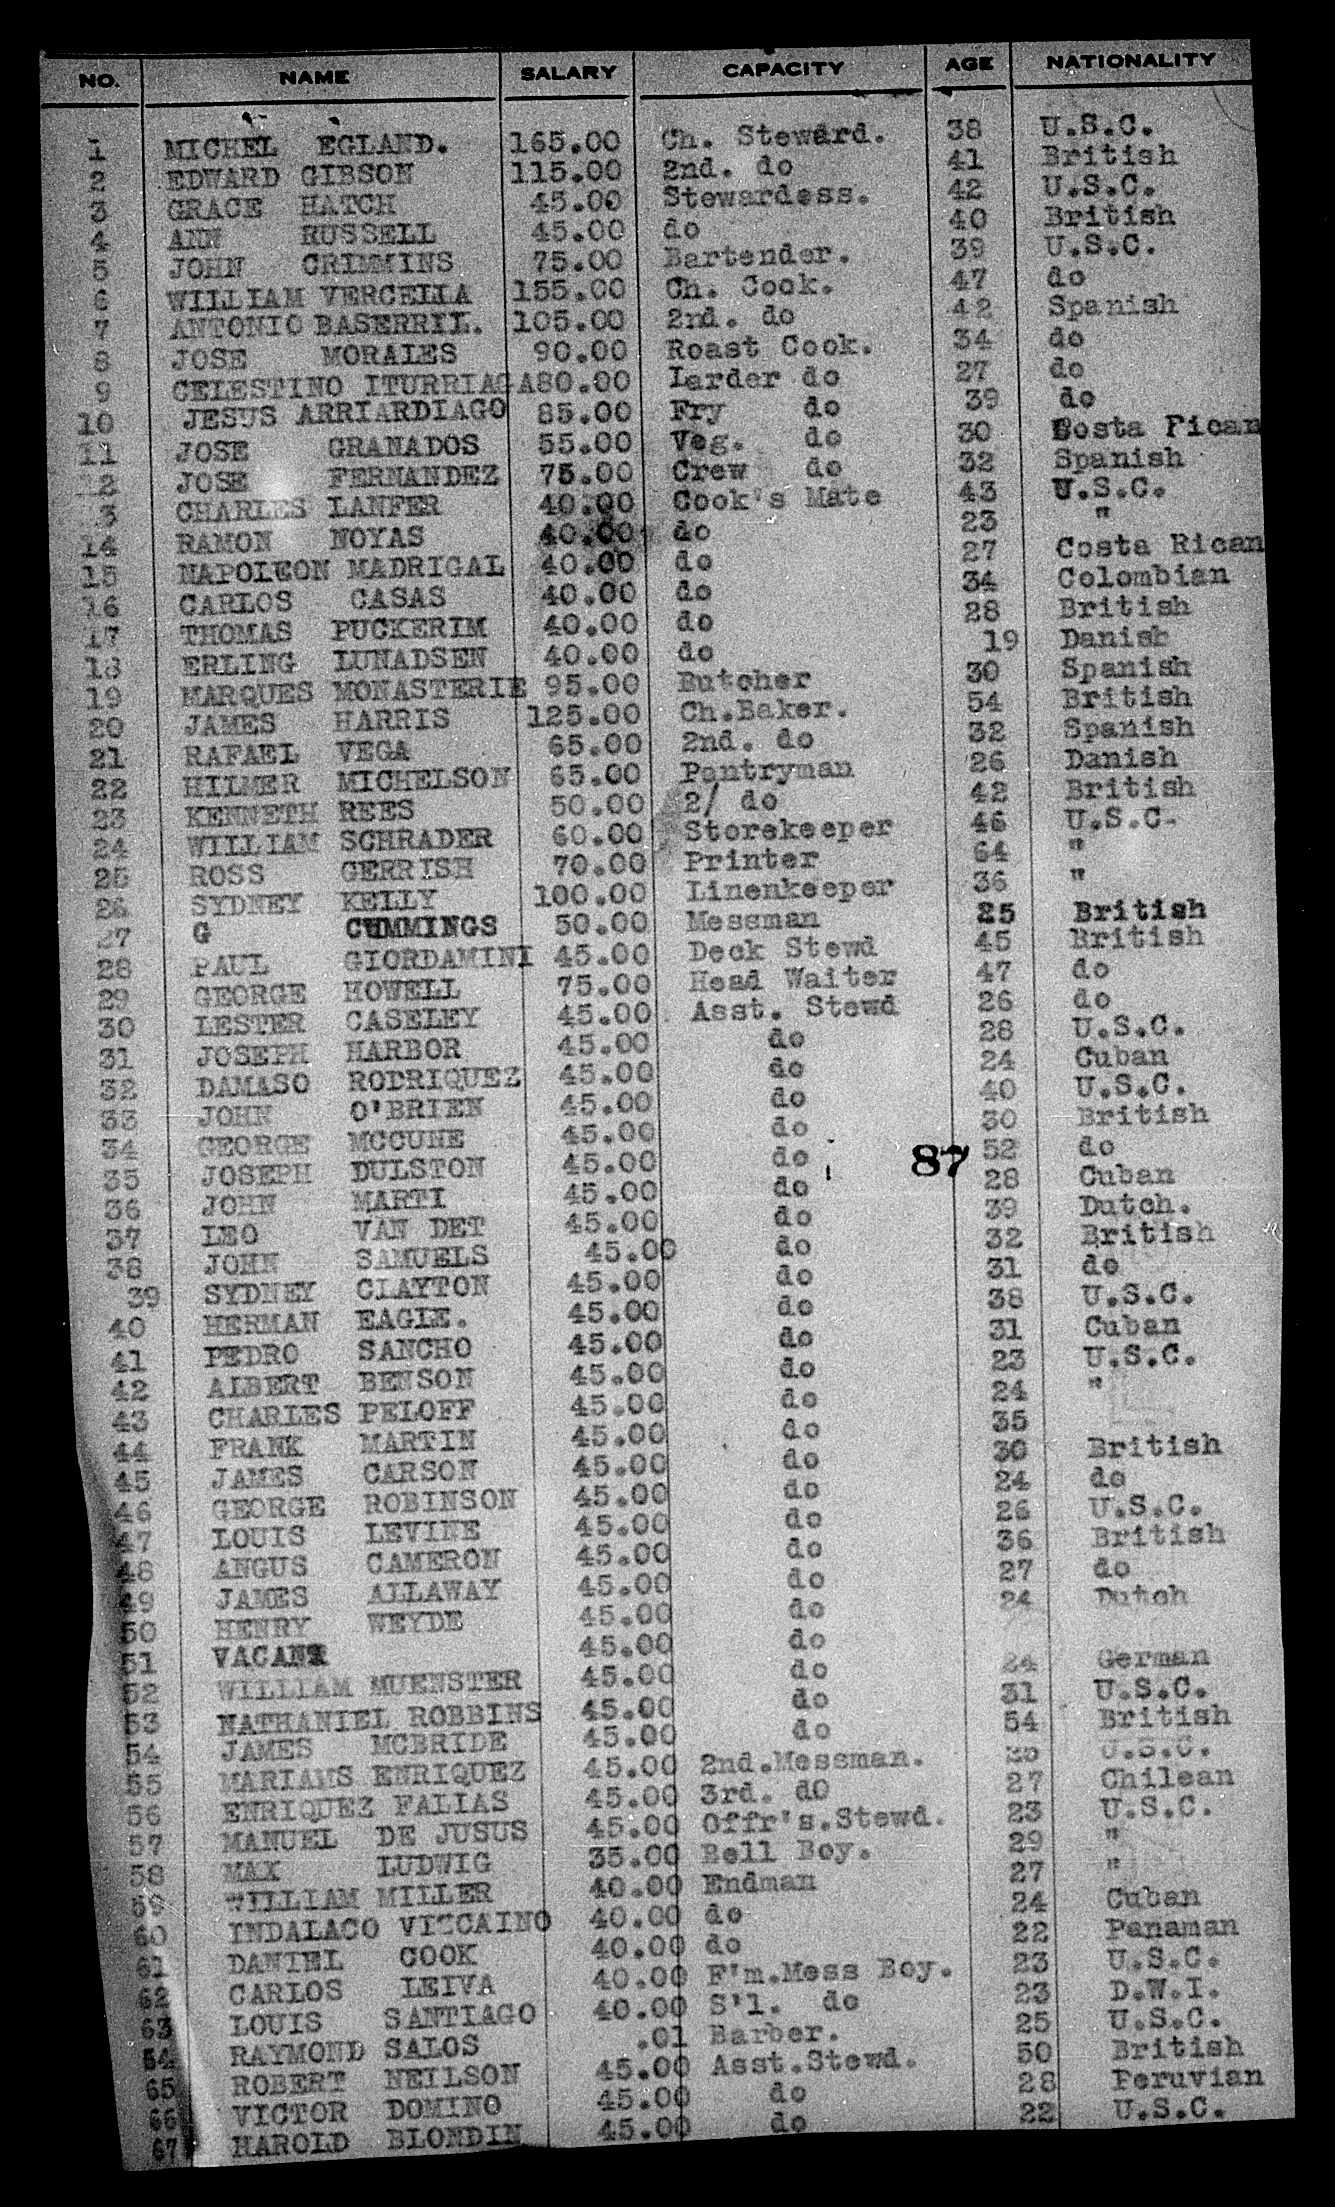 NO. NAME SALARY CAPACITY AGE NATIONALITY
1 MICHEL EGLAND. 165.00 Ch. Steward. 38 U.S.C.
2 EDWARD GIBSON 115.00 2nd. do 41 British
3 GRACE HATCH 45.00 Stewardess. 42 U.S.C.
4 ANN RUSSELL 45.00 do 40 British
5 JOHN CRIMMINS 75.00 Bartender. 39 U.S.C.
6 WILLIAM VERCELIA 155.00 Ch. Cook. 47 do
7 ANTONIO BASERRIL. 105.00 2nd. do 42 Spanish
8 JOSE MORALES 90.00 Roast Cook. 34 do
9 CELESTINO ITURRIAGA 80.00 Larder do 27 do
10 JESUS ARRIARDIAGO 85.00 Fry do 39 do
11 JOSE GRANADOS 55.00 Veg. do 30 Costa Rican
12 JOSE FERNANDEZ 75.00 Crew do 32 Spanish
3 CHARLES LANFER 40.00 Cook's Mate 43 U.S.C.
14 RAMON NOYAS 40.00 do 23 "
15 NAPOLEON MADRIGAL 40.00 do 27 Costa Rican
16 CARLOS CASAS 40.00 do 34 Colombian
17 THOMAS PUCKERIM 40.00 do 28 British
18 ERLING LUNADSEN 40.00 do 19 Danish
19 MARQUES MONASTERIE 95.00 Butcher 30 Spanish
20 JAMES HARRIS 125.00 Ch.Baker. 54 British
21 RAFAEL VEGA 65.00 2nd. do 32 Spanish
22 HILMER MICHELSON 65.00 Pantryman 26 Danish
23 KENNETH REES 50.00 2/ do 42 British
24 WILLIAM SCHRADER 60.00 Storekeeper 46 U.S.C.
25 ROSS GERRISH 70.00 Printer 64 "
26 SYDNEY KELLY 100.00 Linenkeeper 36 "
27 G CUMMINGS 50.00 Messman 25 British
28 PAUL GIORDAMINI 45.00 Deck Stewd 45 British
29 GEORGE HOWELL 75.00 Head Waiter 47 do
30 LESTER CASELEY 45.00 Asst. Stewd 26 do
31 JOSEPH HARBOR 45.00 do 28 U.S.C.
32 DAMASO RODRIQUEZ 45.00 do 24 Cuban
33 JOHN O'BRIEN 45.00 do 40 U.S.C.
34 GEORGE MCCUNE 45.00 do 30 British
35 JOSEPH DULSTON 45.00 do 87 52 do
36 JOHN MARTI 45.00 do 28 Cuban
37 LEO VAN DET 45.00 do 39 Dutch.
38 JOHN SAMUELS 45.00 do 32 British
39 SYDNEY CLAYTON 45.00 do 31 do
40 HERMAN EAGLE. 45.00 do 38 U.S.C.
41 PEDRO SANCHO 45.00 do 31 Cuban
42 ALBERT BENSON 45.00 do 23 U.S.C.
43 CHARLES PELOFF 45.00 do 24 "
44 FRANK MARTIN 45.00 do 35
45 JAMES CARSON 45.00 do 30 British
46 GEORGE ROBINSON 45.00 do 24 do
47 LOUIS LEVINE 45.00 do 26 U.S.C.
48 ANGUS CAMERON 45.00 do 36 British
49 JAMES ALLAWAY 45.00 do 27 do
50 HENRY WEYDE 45.00 do 24 Dutch
51 VACANT 45.00 do
52 WILLIAM MUENSTER 45.00 do 24 German
53 NATHANIEL ROBBINS 45.00 do 31 U.S.C.
54 JAMES MCBRIDE 45.00 do 54 British
55 MARIAMS ENRIQUEZ 45.00 2nd.Messman. U.S.C.
56 ENRIQUEZ FALIAS 45.00 3rd. dO 27 Chilean
57 MANUEL DE JUSUS 45.00 Offr's.Stewd. 23 U.S.C.
58 MAX LUDWIG 35.00 Bell Boy. 29 "
59 WILLIAM MILLER 40.00 Endman 27 "
60 INDALACO VIZCAINO 40.00 do 24 Cuban
61 DANIEL COOK 40.00 do 22 Panaman
62 CARLOS LEIVA 40.00 F'm.Mess Boy. 23 U.S.C.
63 LOUIS SANTIAGO 40.00 S'l. do 23 D.W.I.
64 RAYMOND SALOS .01 Barber. 25 U.S.C.
65 ROBERT NEILSON 45.00 Asst.Stewd. 50 British
66 VICTOR DOMINO 45.00 do 28 Peruvian
67 HAROLD BLONDIN 45.00 do 22 U.S.C.